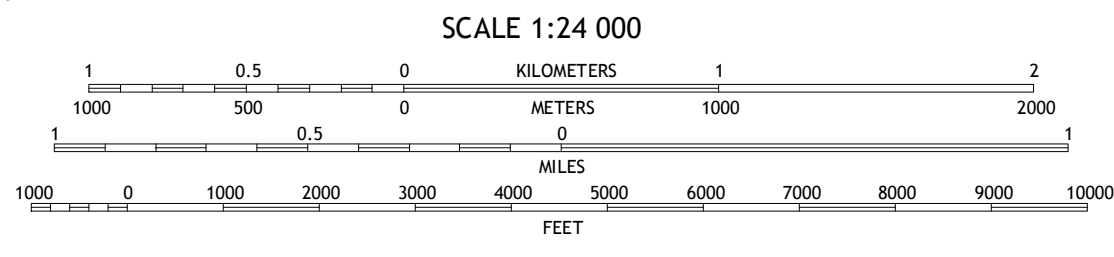 SCALE 1:24 000
1 0.5 0 KILOMETERS 1 2
1000 500 0 METERS 1000 2000
1 0.5 0 1
MILES
1000 0 1000 2000 3000 4000 5000 6000 7000 8000 9000 10000
FEET